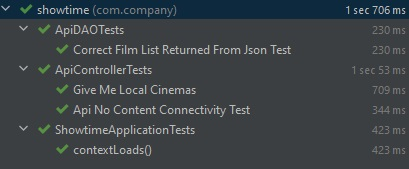 showtime (com.company) 1 sec 706 ms
ApiDAOTests 230 ms
Correct Film List Returned From Json Test 230 ms
ApiControllerTests 1 sec 53 ms
Give Me Local Cinemas 709 ms
Api No Content Connectivity Test 344 ms
ShowtimeApplicationTests 423 ms
contextLoads() 423 ms